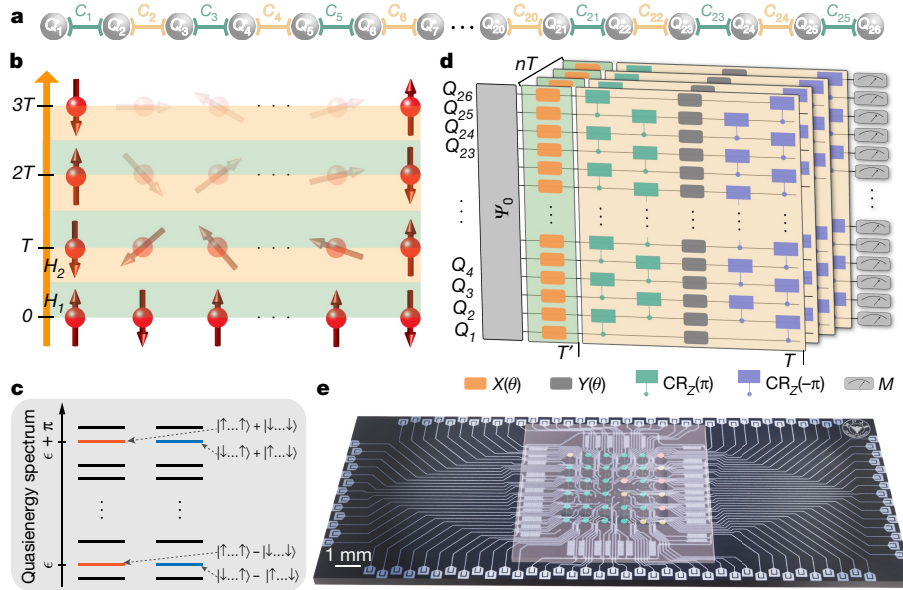 a
C1 C2 C3 C4 C5 C6 ... C20 C21 C22 C23 C24 C25
Q1 Q2 Q3 Q4 Q5 Q6 Q7 ... Q20 Q21 Q22 Q23 Q24 Q25 Q26
b
3T
2T
T
H2
H1
0
...
...
...
...
c
Quasienergy spectrum
ϵ + π
ϵ
|↑...↑⟩ + |↓...↓⟩
|↓...↑⟩ + |↑...↓⟩
|↑...↑⟩ − |↓...↓⟩
|↓...↑⟩ − |↑...↓⟩
d
nT
Q26
Q25
Q24
Q23
Ψ0
Q4
Q3
Q2
Q1
T′
T
X(θ) Y(θ) CRZ(π) CRZ(−π) M
e
1 mm